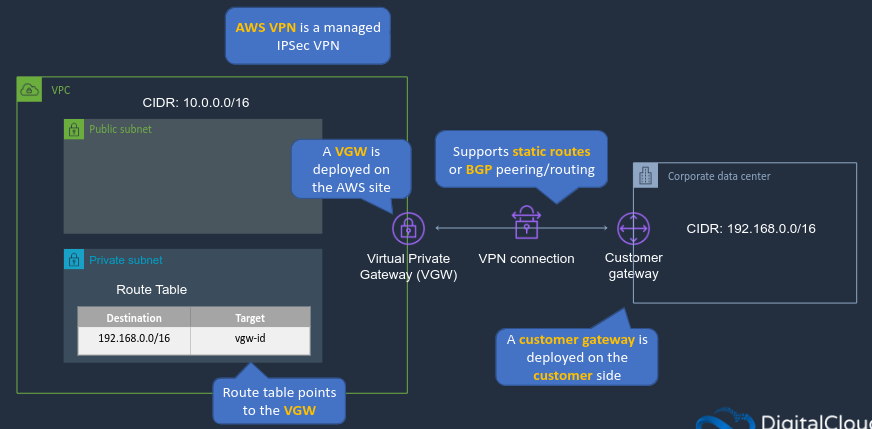 AWS VPN is a managed
IPSec VPN
VPC
CIDR: 10.0.0.0/16
Public subnet
A VGW is
deployed on
the AWS site
Supports static routes
or BGP peering/routing
Corporate data center
CIDR: 192.168.0.0/16
Virtual Private
Gateway (VGW)
VPN connection
Customer
gateway
Private subnet
Route Table
Destination Target
192.168.0.0/16 vgw-id
A customer gateway is
deployed on the
customer side
Route table points
to the VGW
DigitalCloud